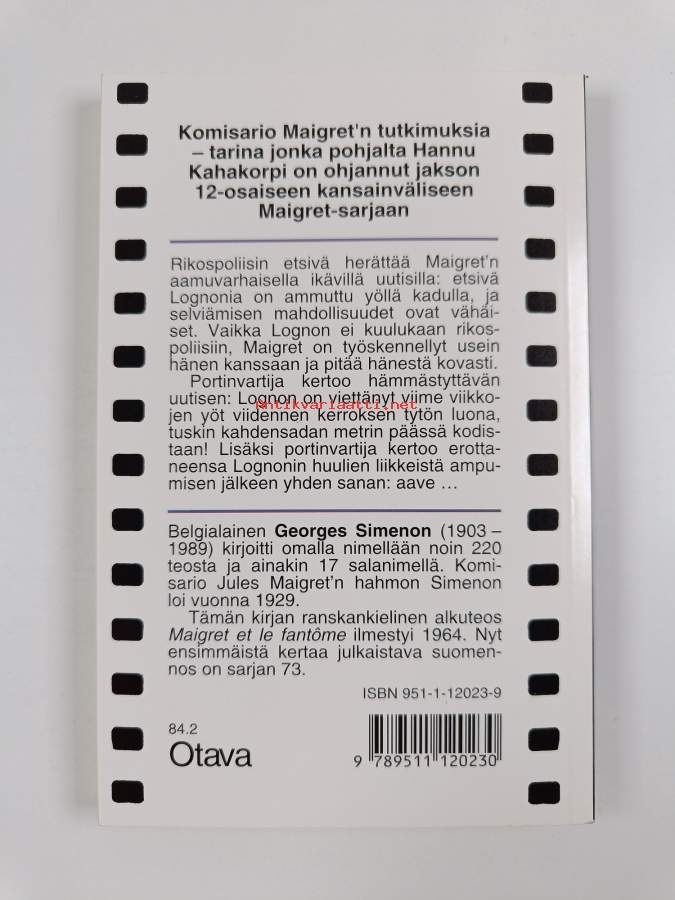 Komisario Maigret'n tutkimuksia
– tarina jonka pohjalta Hannu
Kahakorpi on ohjannut jakson
12-osaiseen kansainväliseen
Maigret-sarjaan
Rikospoliisin etsivä herättää Maigret'n
aamuvarhaisella ikävillä uutisilla: etsivä
Lognonia on ammuttu yöllä kadulla, ja
selviämisen mahdollisuudet ovat vähäi-
set. Vaikka Lognon ei kuulukaan rikos-
poliisiin, Maigret on työskennellyt usein
hänen kanssaan ja pitää hänestä kovasti.
Portinvartija kertoo hämmästyttävän
uutisen: Lognon on viettänyt viime viikko-
Antikvariaatti.net
jen yöt viidennen kerroksen tytön luona,
tuskin kahdensadan metrin päässä kodis-
taan! Lisäksi portinvartija kertoo erotta-
neensa Lognonin huulien liikkeistä ampu-
misen jälkeen yhden sanan: aave ...
Belgialainen Georges Simenon (1903 –
1989) kirjoitti omalla nimellään noin 220
teosta ja ainakin 17 salanimellä. Komi-
sario Jules Maigret'n hahmon Simenon
loi vuonna 1929.
Tämän kirjan ranskankielinen alkuteos
Maigret et le fantôme ilmestyi 1964. Nyt
ensimmäistä kertaa julkaistava suomen-
nos on sarjan 73.
ISBN 951-1-12023-9
84.2
Otava
9 789511 120230